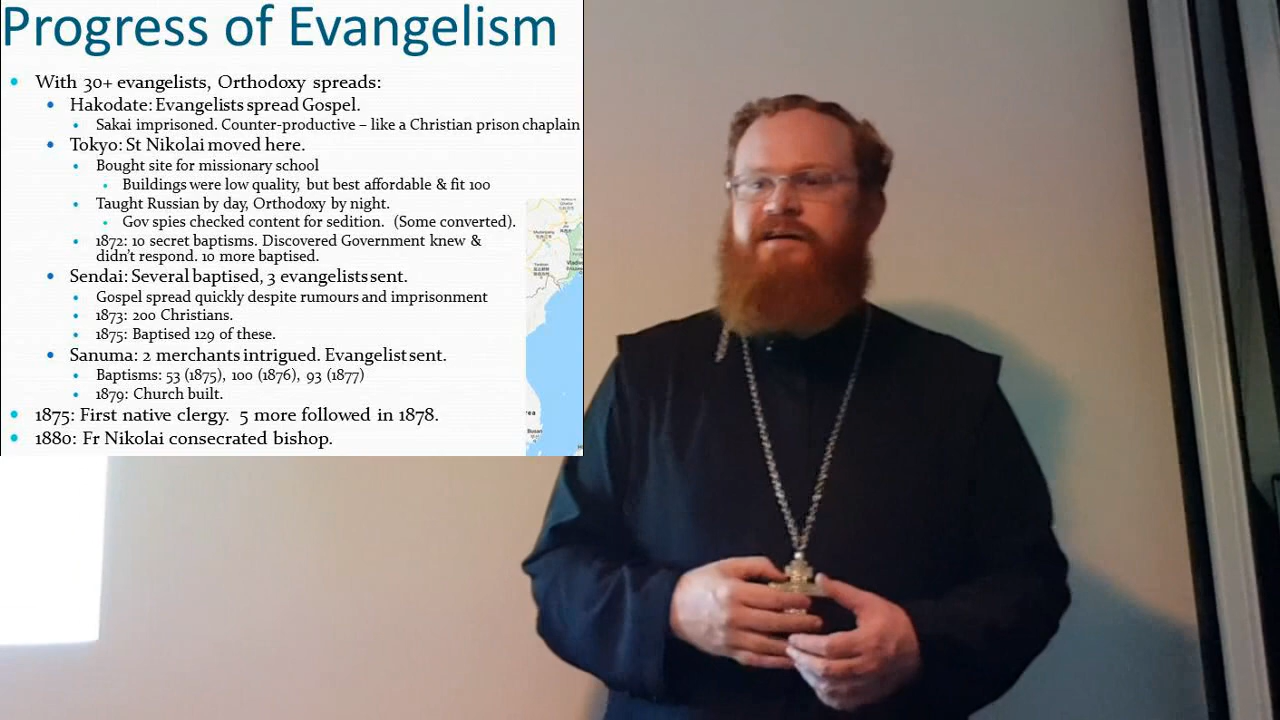 Progress of Evangelism
With 30+ evangelists, Orthodoxy spreads:
Hakodate: Evangelists spread Gospel.
Sakai imprisoned. Counter-productive – like a Christian prison chaplain
Tokyo: St Nikolai moved here.
Bought site for missionary school
Buildings were low quality, but best affordable & fit 100
Taught Russian by day, Orthodoxy by night.
Gov spies checked content for sedition. (Some converted).
1872: 10 secret baptisms. Discovered Government knew &
didn't respond. 10 more baptised.
Sendai: Several baptised, 3 evangelists sent.
Gospel spread quickly despite rumours and imprisonment
1873: 200 Christians.
1875: Baptised 129 of these.
Sanuma: 2 merchants intrigued. Evangelist sent.
Baptisms: 53 (1875), 100 (1876), 93 (1877)
1879: Church built.
1875: First native clergy. 5 more followed in 1878.
1880: Fr Nikolai consecrated bishop.
Busan